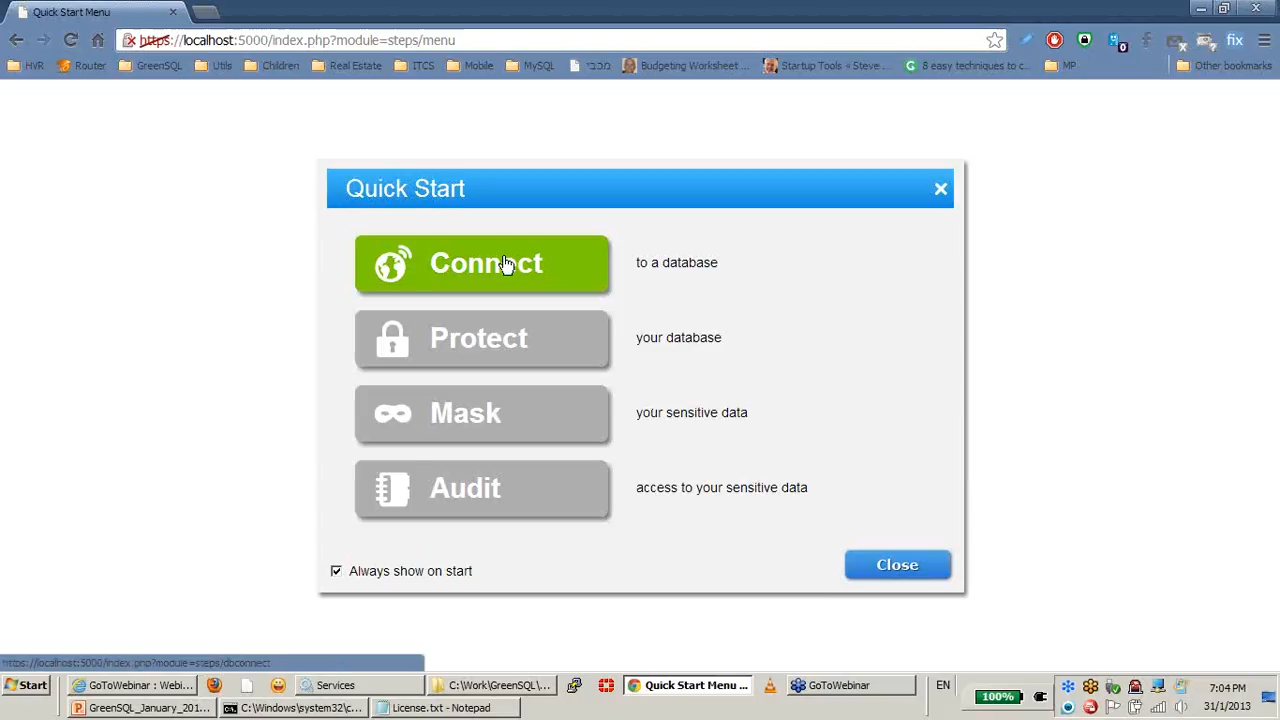 Quick Start Menu
https://localhost:5000/index.php?module=steps/menu
HVR Router GreenSQL Utils Children Real Estate ITCS Mobile MySQL מכבי Budgeting Worksheet ... Startup Tools « Steve... 8 easy techniques to c... MP Other bookmarks
0
fix
Quick Start
Connect to a database
Protect your database
Mask your sensitive data
Audit access to your sensitive data
Always show on start
Close
https://localhost:5000/index.php?module=steps/dbconnect
Start GoToWebinar : Webi... Services C:\Work\GreenSQL\... Quick Start Menu ... GoToWebinar EN 100% 7:04 PM
GreenSQL_January_201... C:\Windows\system32\c... License.txt - Notepad 31/1/2013